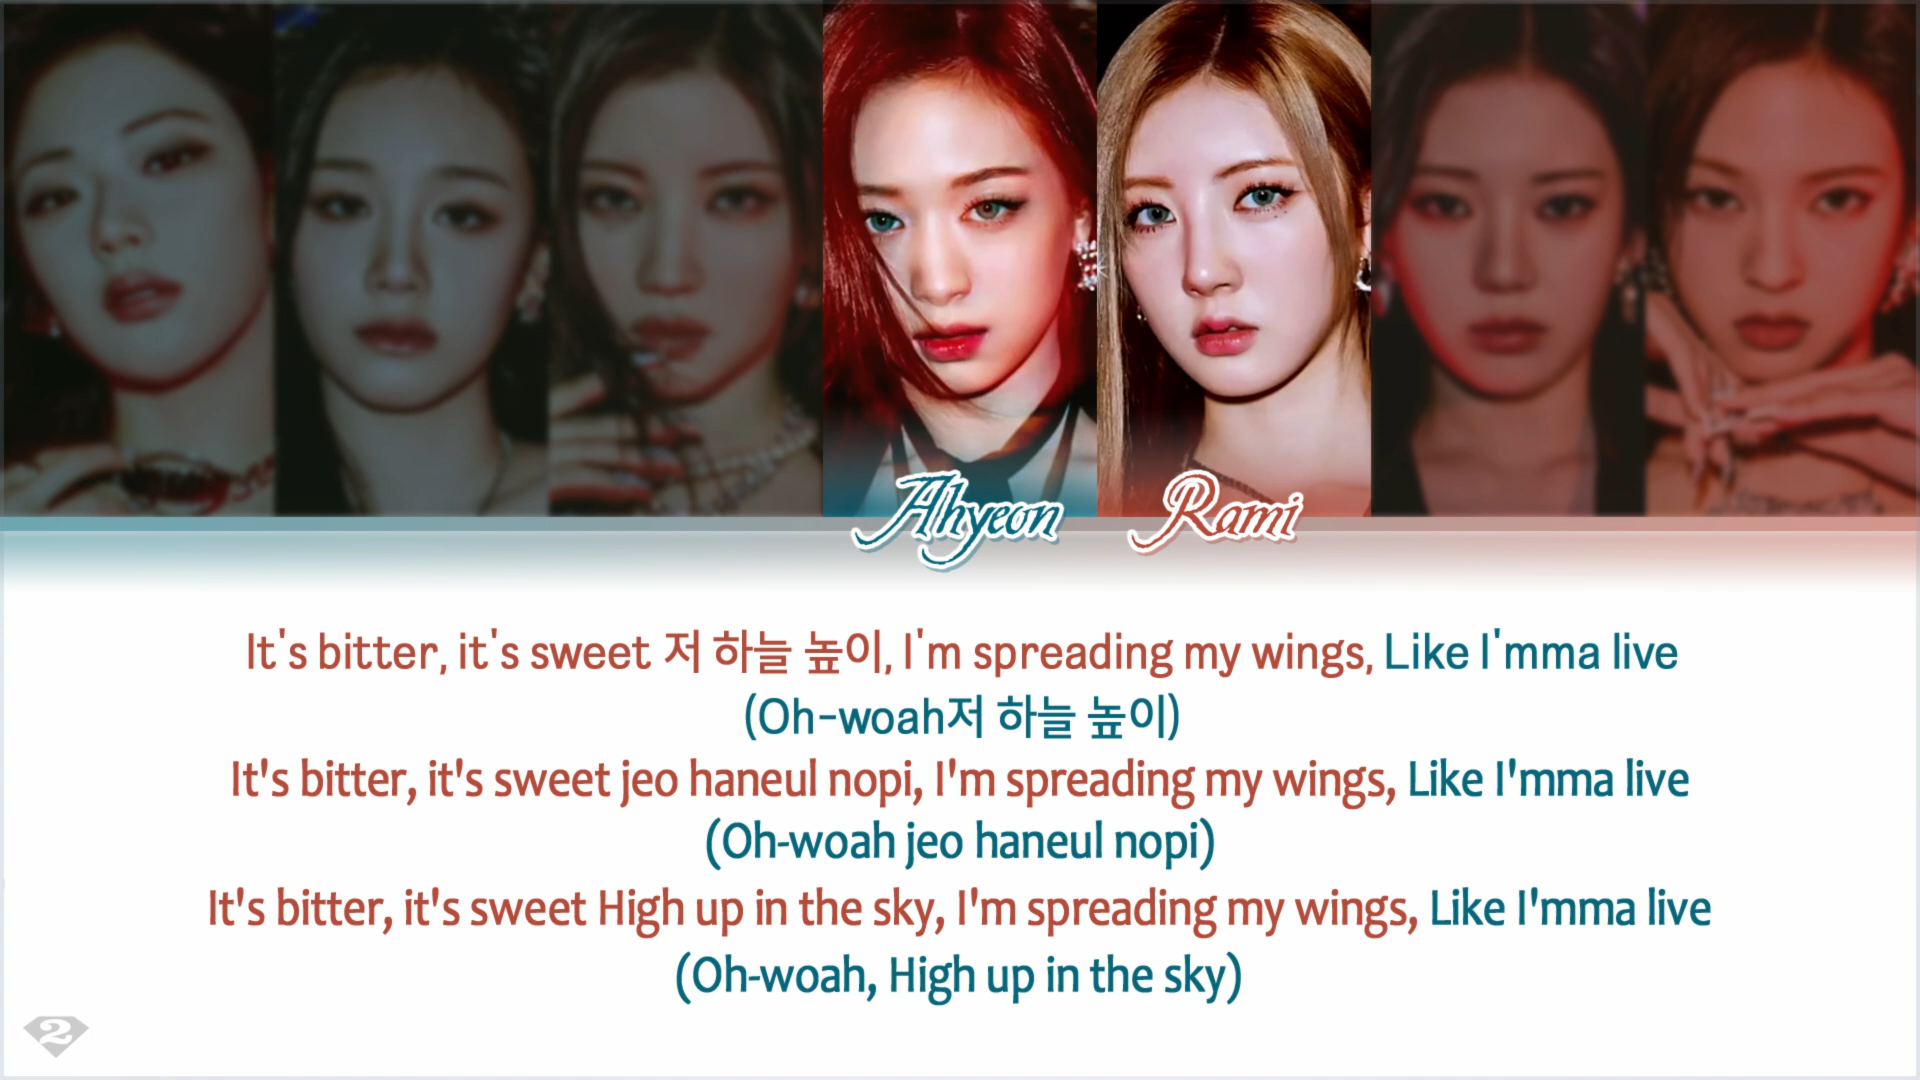 Ahyeon Rami
It's bitter, it's sweet 저 하늘 높이, I'm spreading my wings, Like I'mma live
(Oh-woah저 하늘 높이)
It's bitter, it's sweet jeo haneul nopi, I'm spreading my wings, Like I'mma live
(Oh-woah jeo haneul nopi)
It's bitter, it's sweet High up in the sky, I'm spreading my wings, Like I'mma live
(Oh-woah, High up in the sky)
2